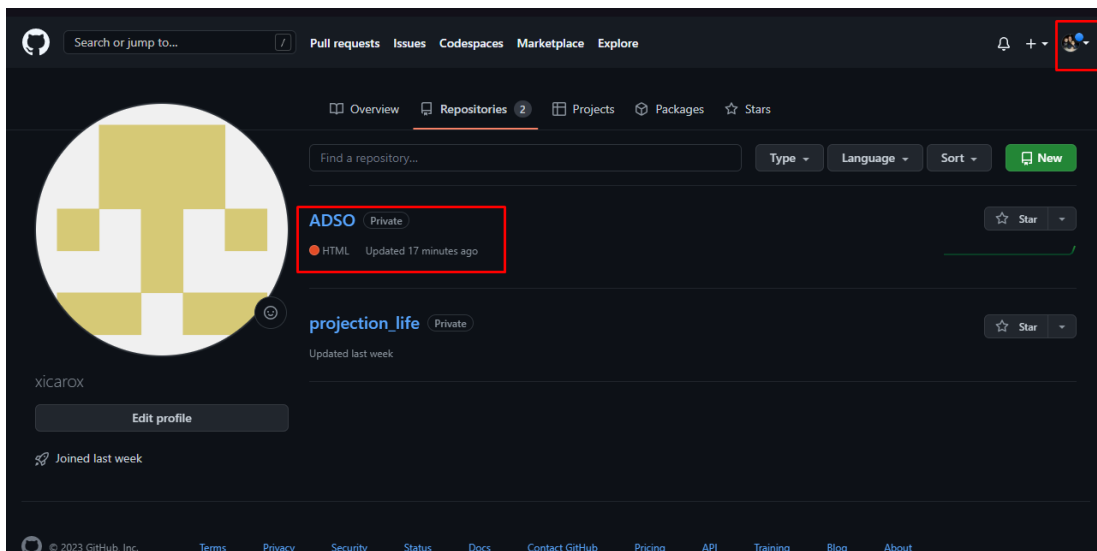 Search or jump to... / Pull requests Issues Codespaces Marketplace Explore
Overview Repositories 2 Projects Packages Stars
Find a repository... Type Language Sort New
ADSO Private Star
HTML Updated 17 minutes ago
projection_life Private Star
Updated last week
xicarox
Edit profile
Joined last week
© 2023 GitHub, Inc. Terms Privacy Security Status Docs Contact GitHub Pricing API Training Blog About